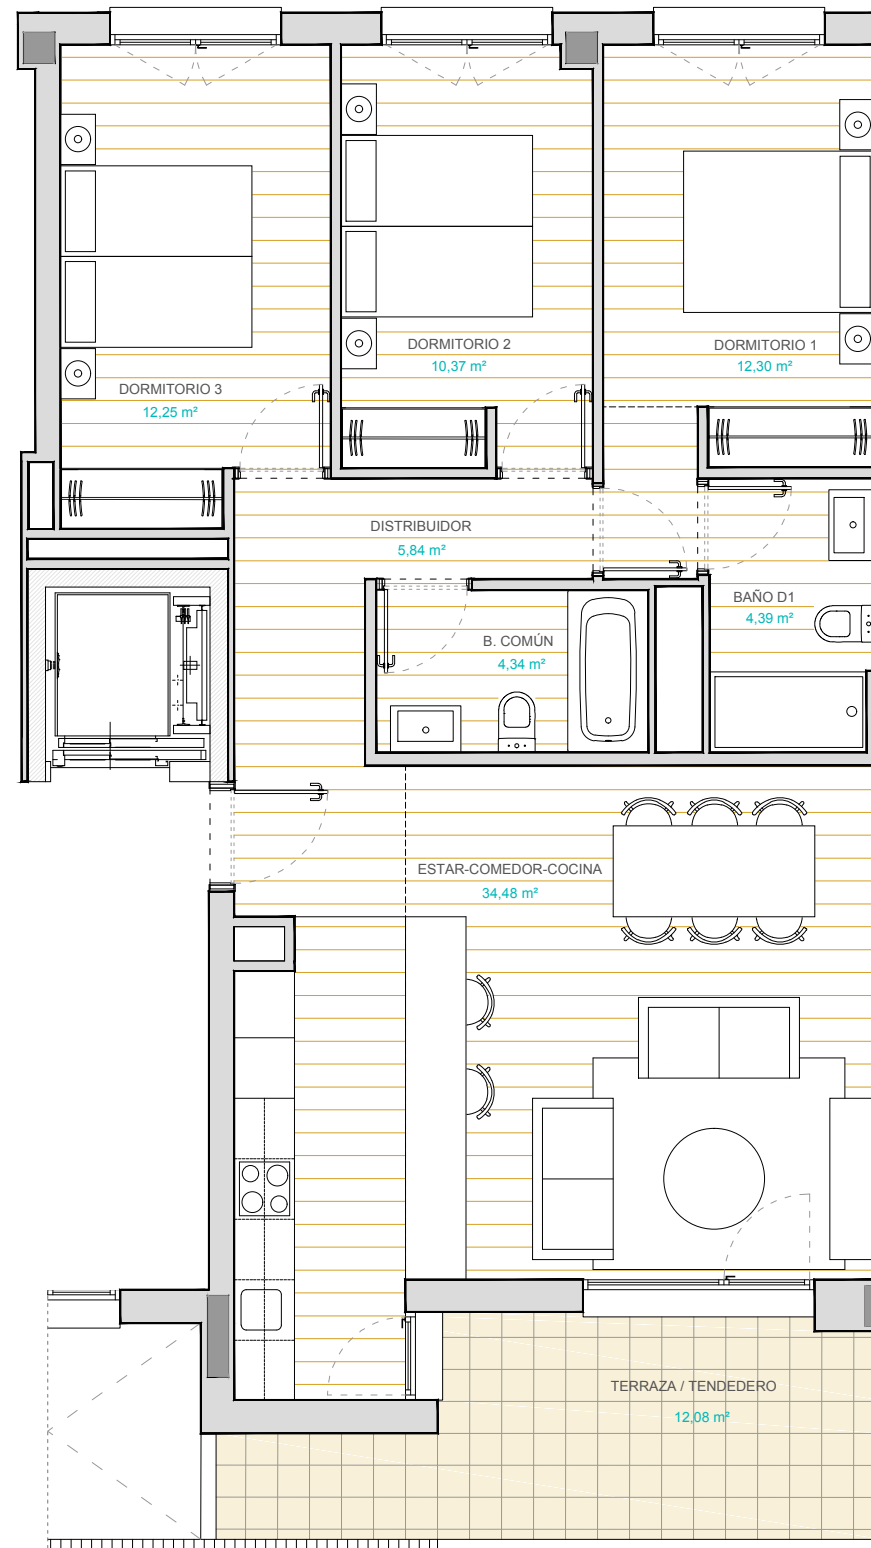 DORMITORIO 2
10,37 m²
DORMITORIO 1
12,30 m²
DORMITORIO 3
12,25 m²
DISTRIBUIDOR
5,84 m²
BAÑO D1
4,39 m²
B. COMÚN
4,34 m²
ESTAR-COMEDOR-COCINA
34,48 m²
TERRAZA / TENDEDERO
12,08 m²